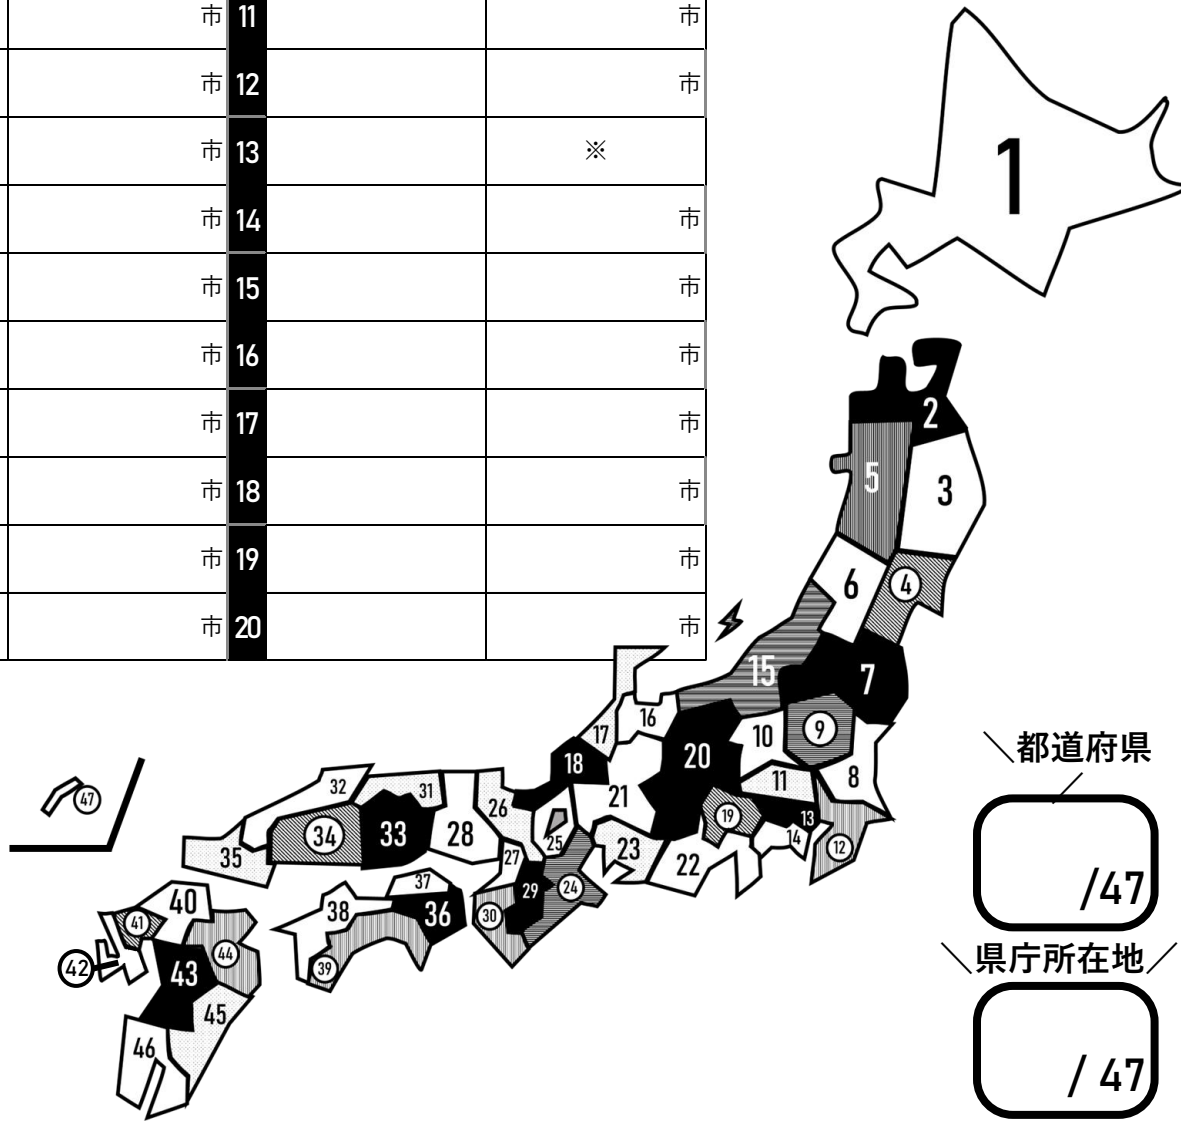 市 11 市
市 12 市
市 13 ※
市 14 市
市 15 市
市 16 市
市 17 市
市 18 市
市 19 市
市 20 市
1
2
5 3
6 4
15 7
16 17 10 9
18 20 8
32 31 26 21 11
47 34 33 28 19 13
35 27 25 23 22 14 12
40 37 29 24
41 38 36 30
42 43 44 39
45
46
＼都道府県／
/47
＼県庁所在地／
/ 47